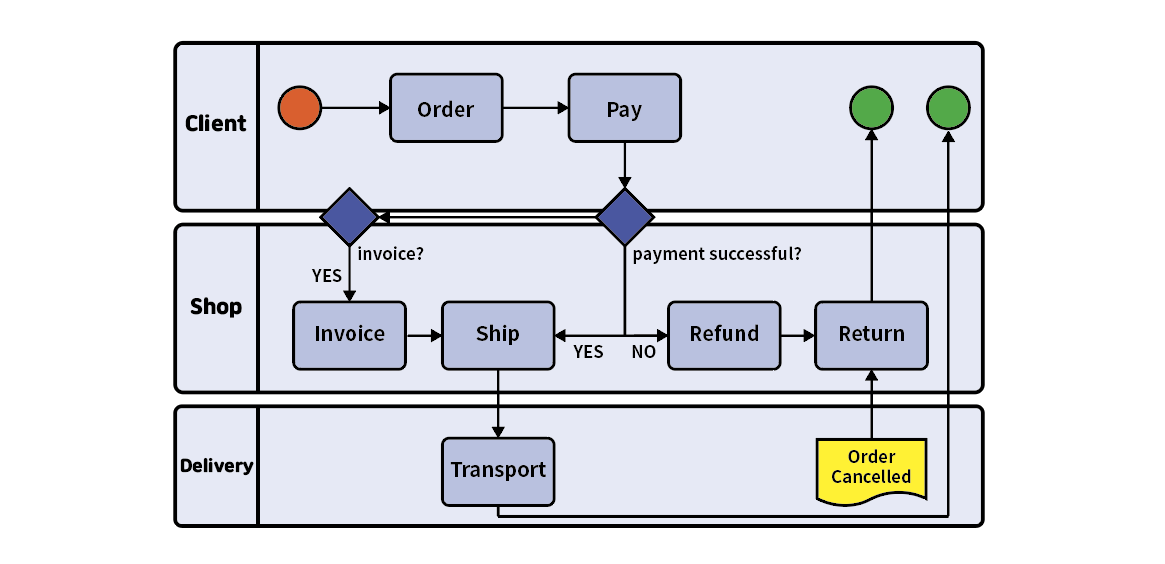 Client
Order
Pay
Shop
invoice?
payment successful?
YES
Invoice
Ship
Refund
Return
YES
NO
Delivery
Transport
Order
Cancelled